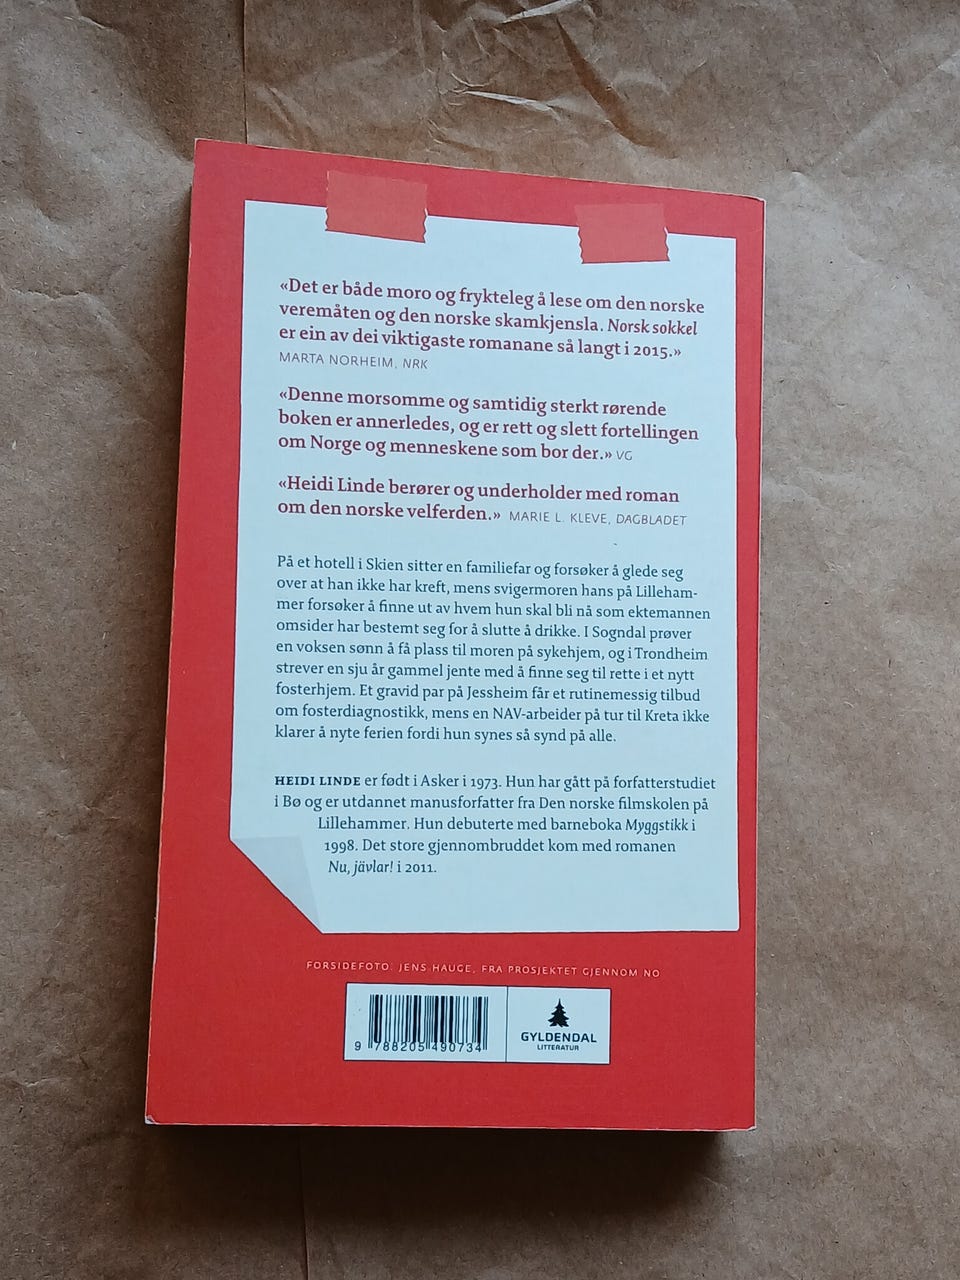 «Det er både moro og frykteleg å lese om den norske
veremåten og den norske skamkjensla. Norsk sokkel
er ein av dei viktigaste romanane så langt i 2015.»
MARTA NORHEIM, NRK
«Denne morsomme og samtidig sterkt rørende
boken er annerledes, og er rett og slett fortellingen
om Norge og menneskene som bor der.» VG
«Heidi Linde berører og underholder med roman
om den norske velferden.» MARIE L. KLEVE, DAGBLADET
På et hotell i Skien sitter en familiefar og forsøker å glede seg
over at han ikke har kreft, mens svigermoren hans på Lilleham-
mer forsøker å finne ut av hvem hun skal bli nå som ektemannen
omsider har bestemt seg for å slutte å drikke. I Sogndal prøver
en voksen sønn å få plass til moren på sykehjem, og i Trondheim
strever en sju år gammel jente med å finne seg til rette i et nytt
fosterhjem. Et gravid par på Jessheim får et rutinemessig tilbud
om fosterdiagnostikk, mens en NAV-arbeider på tur til Kreta ikke
klarer å nyte ferien fordi hun synes så synd på alle.
HEIDI LINDE er født i Asker i 1973. Hun har gått på forfatterstudiet
i Bø og er utdannet manusforfatter fra Den norske filmskolen på
Lillehammer. Hun debuterte med barneboka Myggstikk i
1998. Det store gjennombruddet kom med romanen
Nu, jävlar! i 2011.
FORSIDEFOTO: JENS HAUGE, FRA PROSJEKTET GJENNOM NO
9 788205 490734
GYLDENDAL
LITTERATUR